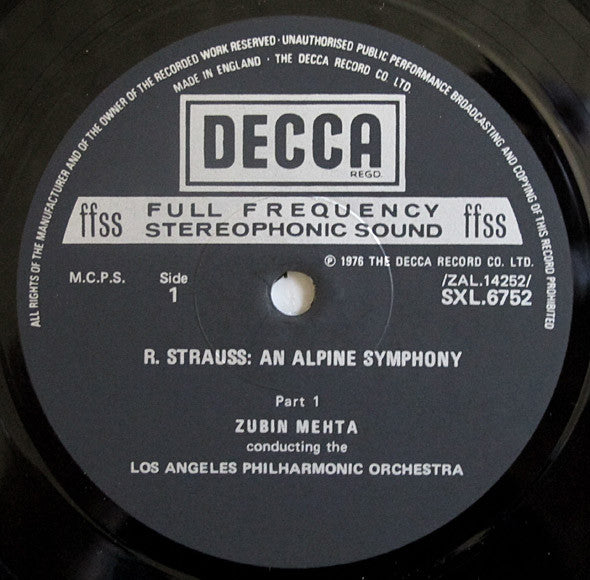 ALL RIGHTS OF THE MANUFACTURER AND OF THE OWNER OF THE RECORDED WORK RESERVED · UNAUTHORISED PUBLIC PERFORMANCE BROADCASTING AND COPYING OF THIS RECORD PROHIBITED
MADE IN ENGLAND · THE DECCA RECORD CO. LTD.
DECCA
REGD.
ffss FULL FREQUENCY STEREOPHONIC SOUND ffss
℗ 1976 THE DECCA RECORD CO. LTD.
M.C.P.S. Side /ZAL.14252/
1 SXL.6752
R. STRAUSS: AN ALPINE SYMPHONY
Part 1
ZUBIN MEHTA
conducting the
LOS ANGELES PHILHARMONIC ORCHESTRA